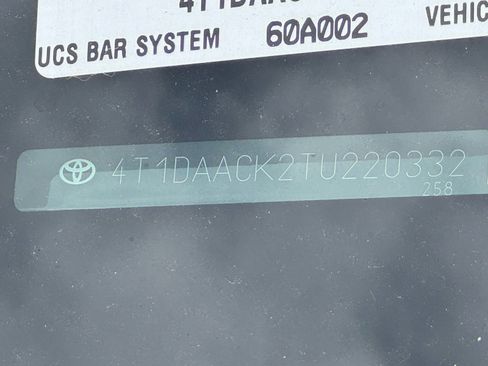 UCS BAR SYSTEM 60A002
VEHIC
4T1DAACK2TU220332
258